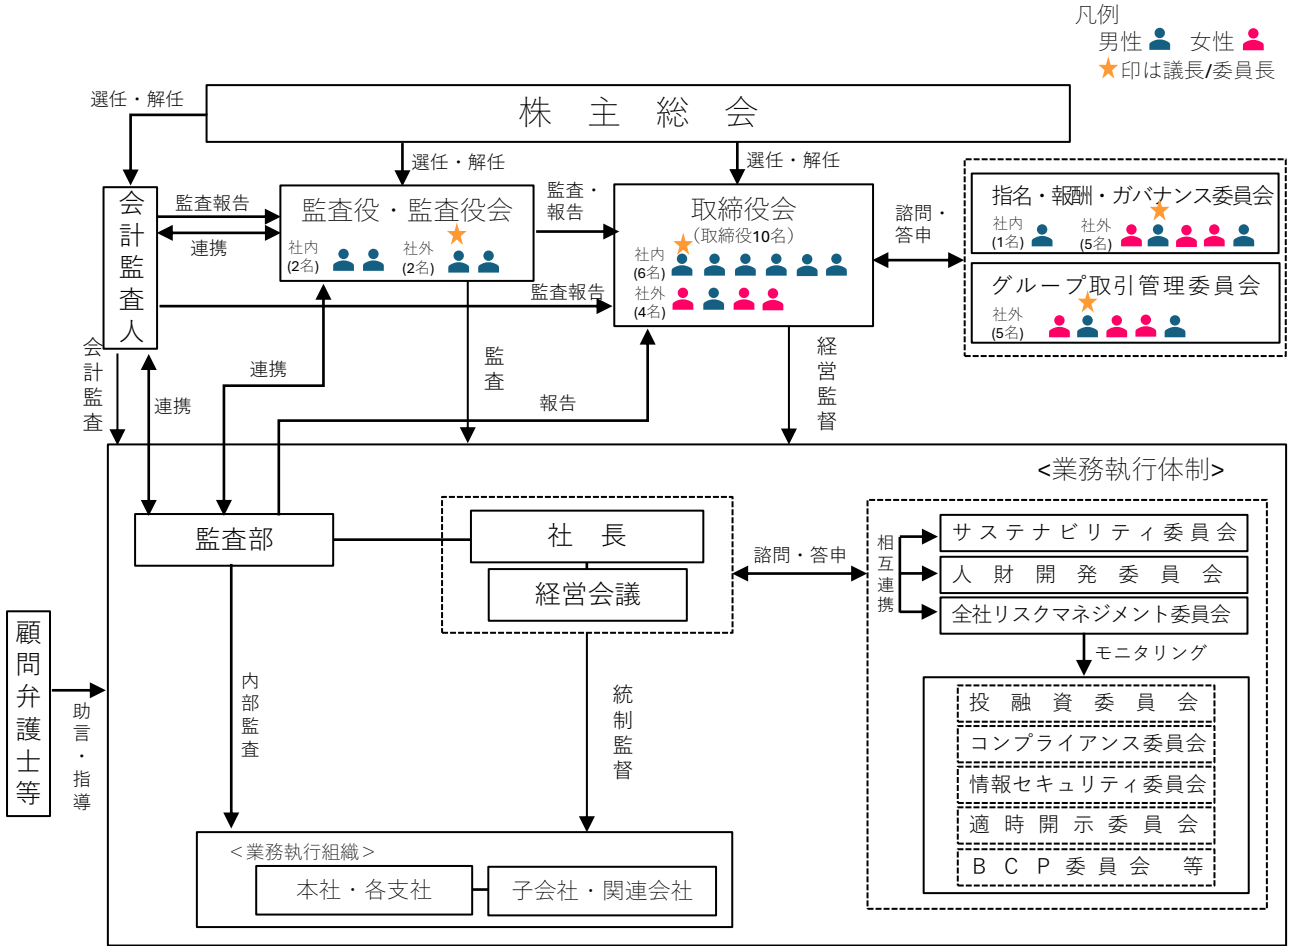 凡例
男性 女性
印は議長/委員長
選任・解任
株主総会
選任・解任
選任・解任
会計監査人
監査報告
連携
監査役・監査役会
社内
(2名)
社外
(2名)
監査・
報告
取締役会
(取締役10名)
社内
(6名)
社外
(4名)
諮問・
答申
指名・報酬・ガバナンス委員会
社内
(1名)
社外
(5名)
グループ取引管理委員会
社外
(5名)
監査報告
会計監査
連携
連携
監査
報告
経営監督
<業務執行体制>
監査部
社長
経営会議
諮問・答申
相互連携
サステナビリティ委員会
人財開発委員会
全社リスクマネジメント委員会
モニタリング
投融資委員会
コンプライアンス委員会
情報セキュリティ委員会
適時開示委員会
BCP委員会 等
顧問弁護士等
助言・指導
内部監査
統制監督
＜業務執行組織＞
本社・各支社
子会社・関連会社